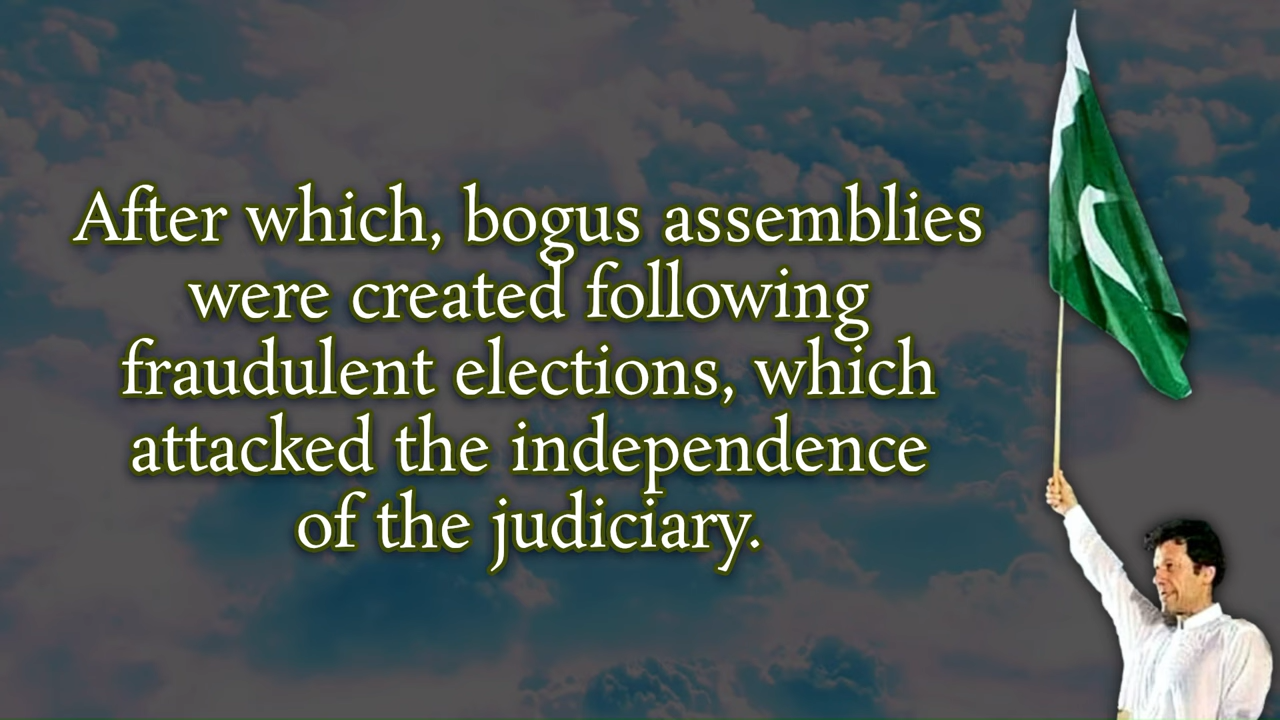 After which, bogus assemblies
were created following
fraudulent elections, which
attacked the independence
of the judiciary.